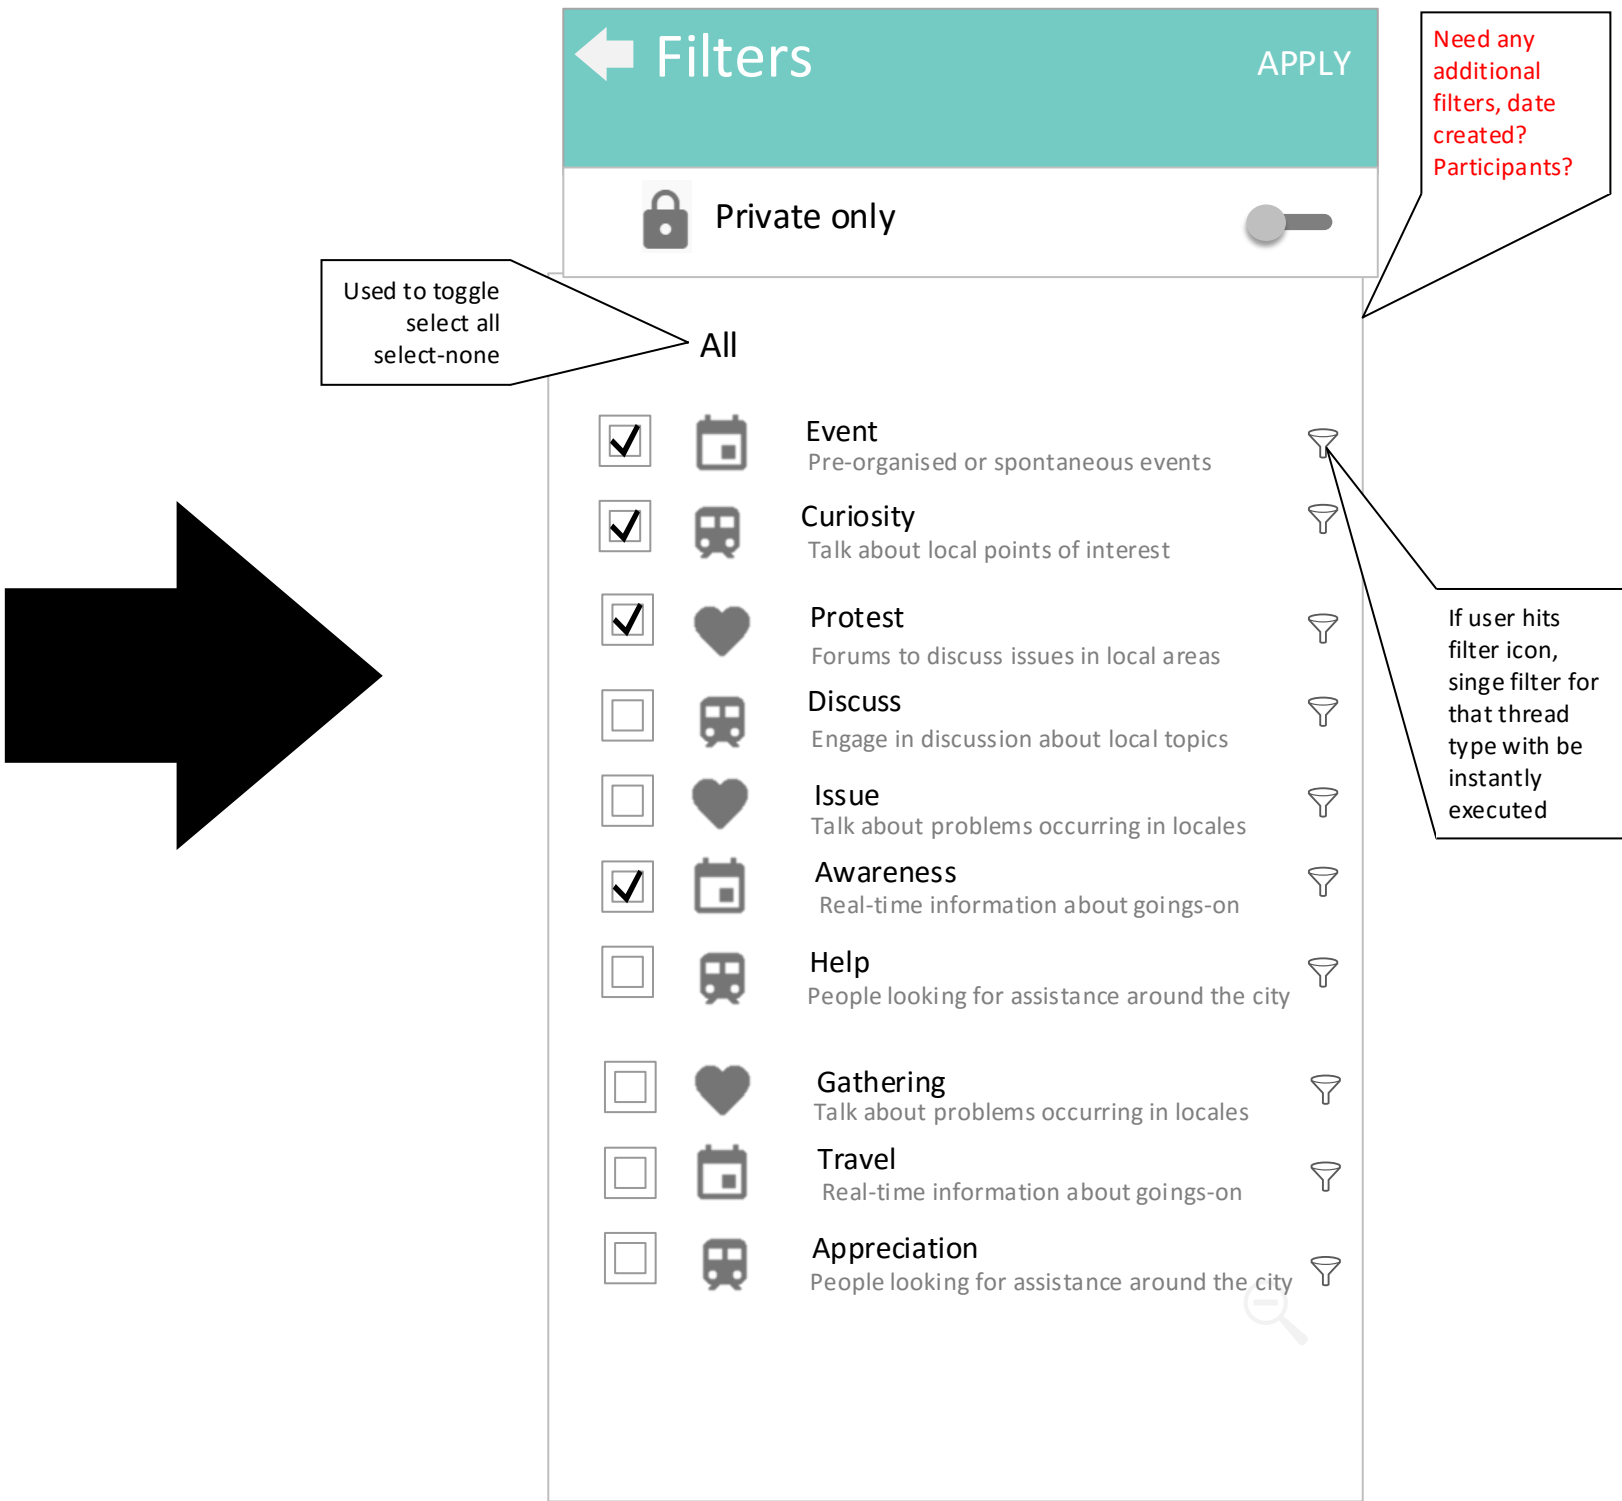 Filters
APPLY
Need any
additional
filters, date
created?
Participants?
Private only
Used to toggle
select all
select-none
All
Event
Pre-organised or spontaneous events
Curiosity
Talk about local points of interest
Protest
Forums to discuss issues in local areas
Discuss
Engage in discussion about local topics
If user hits
filter icon,
singe filter for
that thread
type with be
instantly
executed
Issue
Talk about problems occurring in locales
Awareness
Real-time information about goings-on
Help
People looking for assistance around the city
Gathering
Talk about problems occurring in locales
Travel
Real-time information about goings-on
Appreciation
People looking for assistance around the city